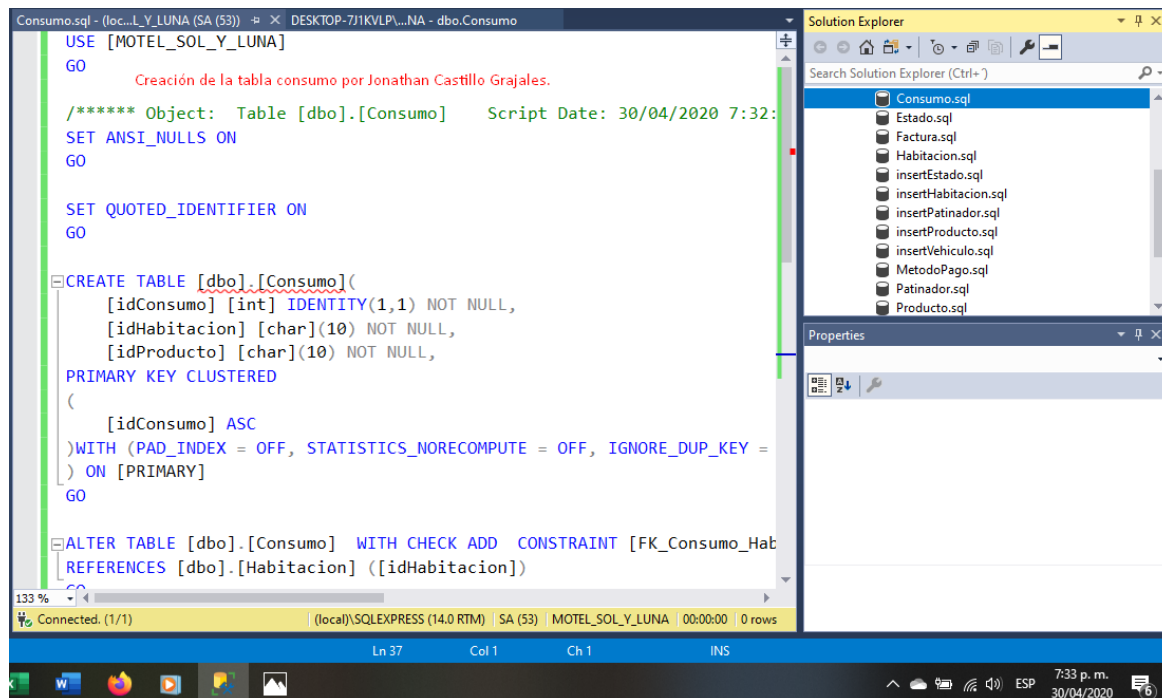 Consumo.sql - (loc...L_Y_LUNA (SA (53)) DESKTOP-7J1KVLP\...NA - dbo.Consumo
USE [MOTEL_SOL_Y_LUNA]
GO
Creación de la tabla consumo por Jonathan Castillo Grajales.
/****** Object:  Table [dbo].[Consumo]    Script Date: 30/04/2020 7:32:
SET ANSI_NULLS ON
GO
SET QUOTED_IDENTIFIER ON
GO
CREATE TABLE [dbo].[Consumo](
[idConsumo] [int] IDENTITY(1,1) NOT NULL,
[idHabitacion] [char](10) NOT NULL,
[idProducto] [char](10) NOT NULL,
PRIMARY KEY CLUSTERED
(
[idConsumo] ASC
)WITH (PAD_INDEX = OFF, STATISTICS_NORECOMPUTE = OFF, IGNORE_DUP_KEY =
) ON [PRIMARY]
GO
ALTER TABLE [dbo].[Consumo]  WITH CHECK ADD  CONSTRAINT [FK_Consumo_Hab
REFERENCES [dbo].[Habitacion] ([idHabitacion])
GO
133 %
Connected. (1/1) (local)\SQLEXPRESS (14.0 RTM) SA (53) MOTEL_SOL_Y_LUNA 00:00:00 0 rows
Solution Explorer
Search Solution Explorer (Ctrl+´)
Consumo.sql
Estado.sql
Factura.sql
Habitacion.sql
insertEstado.sql
insertHabitacion.sql
insertPatinador.sql
insertProducto.sql
insertVehiculo.sql
MetodoPago.sql
Patinador.sql
Producto.sql
Properties
Ln 37 Col 1 Ch 1 INS
ESP
7:33 p. m.
30/04/2020
6